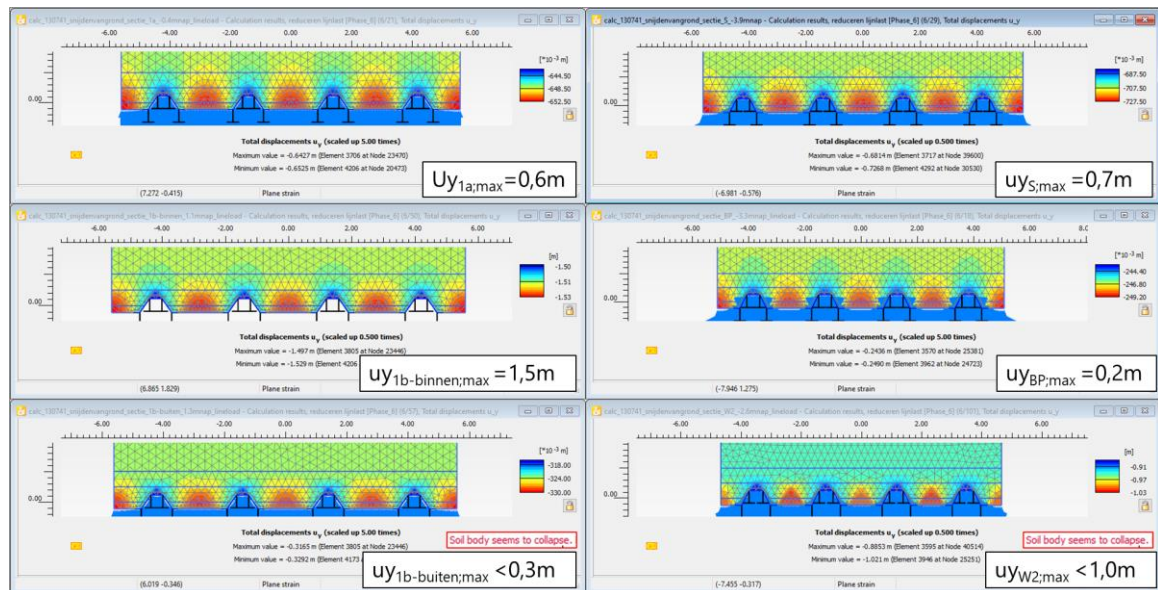 calc_130741_snijdenvangrond_sectie_1a_-0.4mnap_lineload - Calculation results, reduceren lijnlast [Phase_6] (6/21), Total displacements u_y
-6.00 -4.00 -2.00 0.00 2.00 4.00 6.00
[*10⁻³ m]
-644.50
-648.50
-652.50
0.00
Total displacements u_y (scaled up 5.00 times)
Maximum value = -0.6427 m (Element 3706 at Node 23470)
Minimum value = -0.6525 m (Element 4206 at Node 20473)
Uy1a;max=0,6m
(7.272 -0.415) Plane strain
calc_130741_snijdenvangrond_sectie_S_-3.9mnap - Calculation results, reduceren lijnlast [Phase_6] (6/29), Total displacements u_y
-6.00 -4.00 -2.00 0.00 2.00 4.00 6.00
[*10⁻³ m]
-687.50
-707.50
-727.50
0.00
Total displacements u_y (scaled up 0.500 times)
Maximum value = -0.6814 m (Element 3717 at Node 39600)
Minimum value = -0.7268 m (Element 4292 at Node 30530)
uyS;max=0,7m
(-6.981 -0.576) Plane strain
calc_130741_snijdenvangrond_sectie_1b-binnen_1.1mnap_lineload - Calculation results, reduceren lijnlast [Phase_6] (6/50), Total displacements u_y
-6.00 -4.00 -2.00 0.00 2.00 4.00 6.00
[m]
-1.50
-1.51
-1.53
0.00
Total displacements u_y (scaled up 0.500 times)
Maximum value = -1.497 m (Element 3805 at Node 23446)
Minimum value = -1.529 m (Element 4206
uy1b-binnen;max =1,5m
(6.865 1.829) Plane strain
calc_130741_snijdenvangrond_sectie_BP_-3.5mnap_lineload - Calculation results, reduceren lijnlast [Phase_6] (6/18), Total displacements u_y
-6.00 -4.00 -2.00 0.00 2.00 4.00 6.00 8.0
[*10⁻³ m]
-244.40
-246.80
-249.20
0.00
Total displacements u_y (scaled up 5.00 times)
Maximum value = -0.2436 m (Element 3570 at Node 25381)
Minimum value = -0.2490 m (Element 3962 at Node 24723)
uyBP;max=0,2m
(-7.946 1.275) Plane strain
calc_130741_snijdenvangrond_sectie_1b-buiten_1.3mnap_lineload - Calculation results, reduceren lijnlast [Phase_6] (6/57), Total displacements u_y
-6.00 -4.00 -2.00 0.00 2.00 4.00 6.00
[*10⁻³ m]
-318.00
-324.00
-330.00
0.00
Total displacements u_y (scaled up 5.00 times)
Soil body seems to collapse.
Maximum value = -0.3165 m (Element 3805 at Node 23446)
Minimum value = -0.3292 m (Element 4173
uy1b-buiten;max <0,3m
(6.019 -0.346) Plane strain
calc_130741_snijdenvangrond_sectie_W2_-2.6mnap_lineload - Calculation results, reduceren lijnlast [Phase_6] (6/101), Total displacements u_y
-6.00 -4.00 -2.00 0.00 2.00 4.00 6.00
[m]
-0.91
-0.97
-1.03
0.00
Total displacements u_y (scaled up 0.500 times)
Soil body seems to collapse.
Maximum value = -0.8853 m (Element 3595 at Node 40514)
Minimum value = -1.021 m (Element 3946 at Node 25251)
uyW2;max <1,0m
(-7.455 -0.317) Plane strain